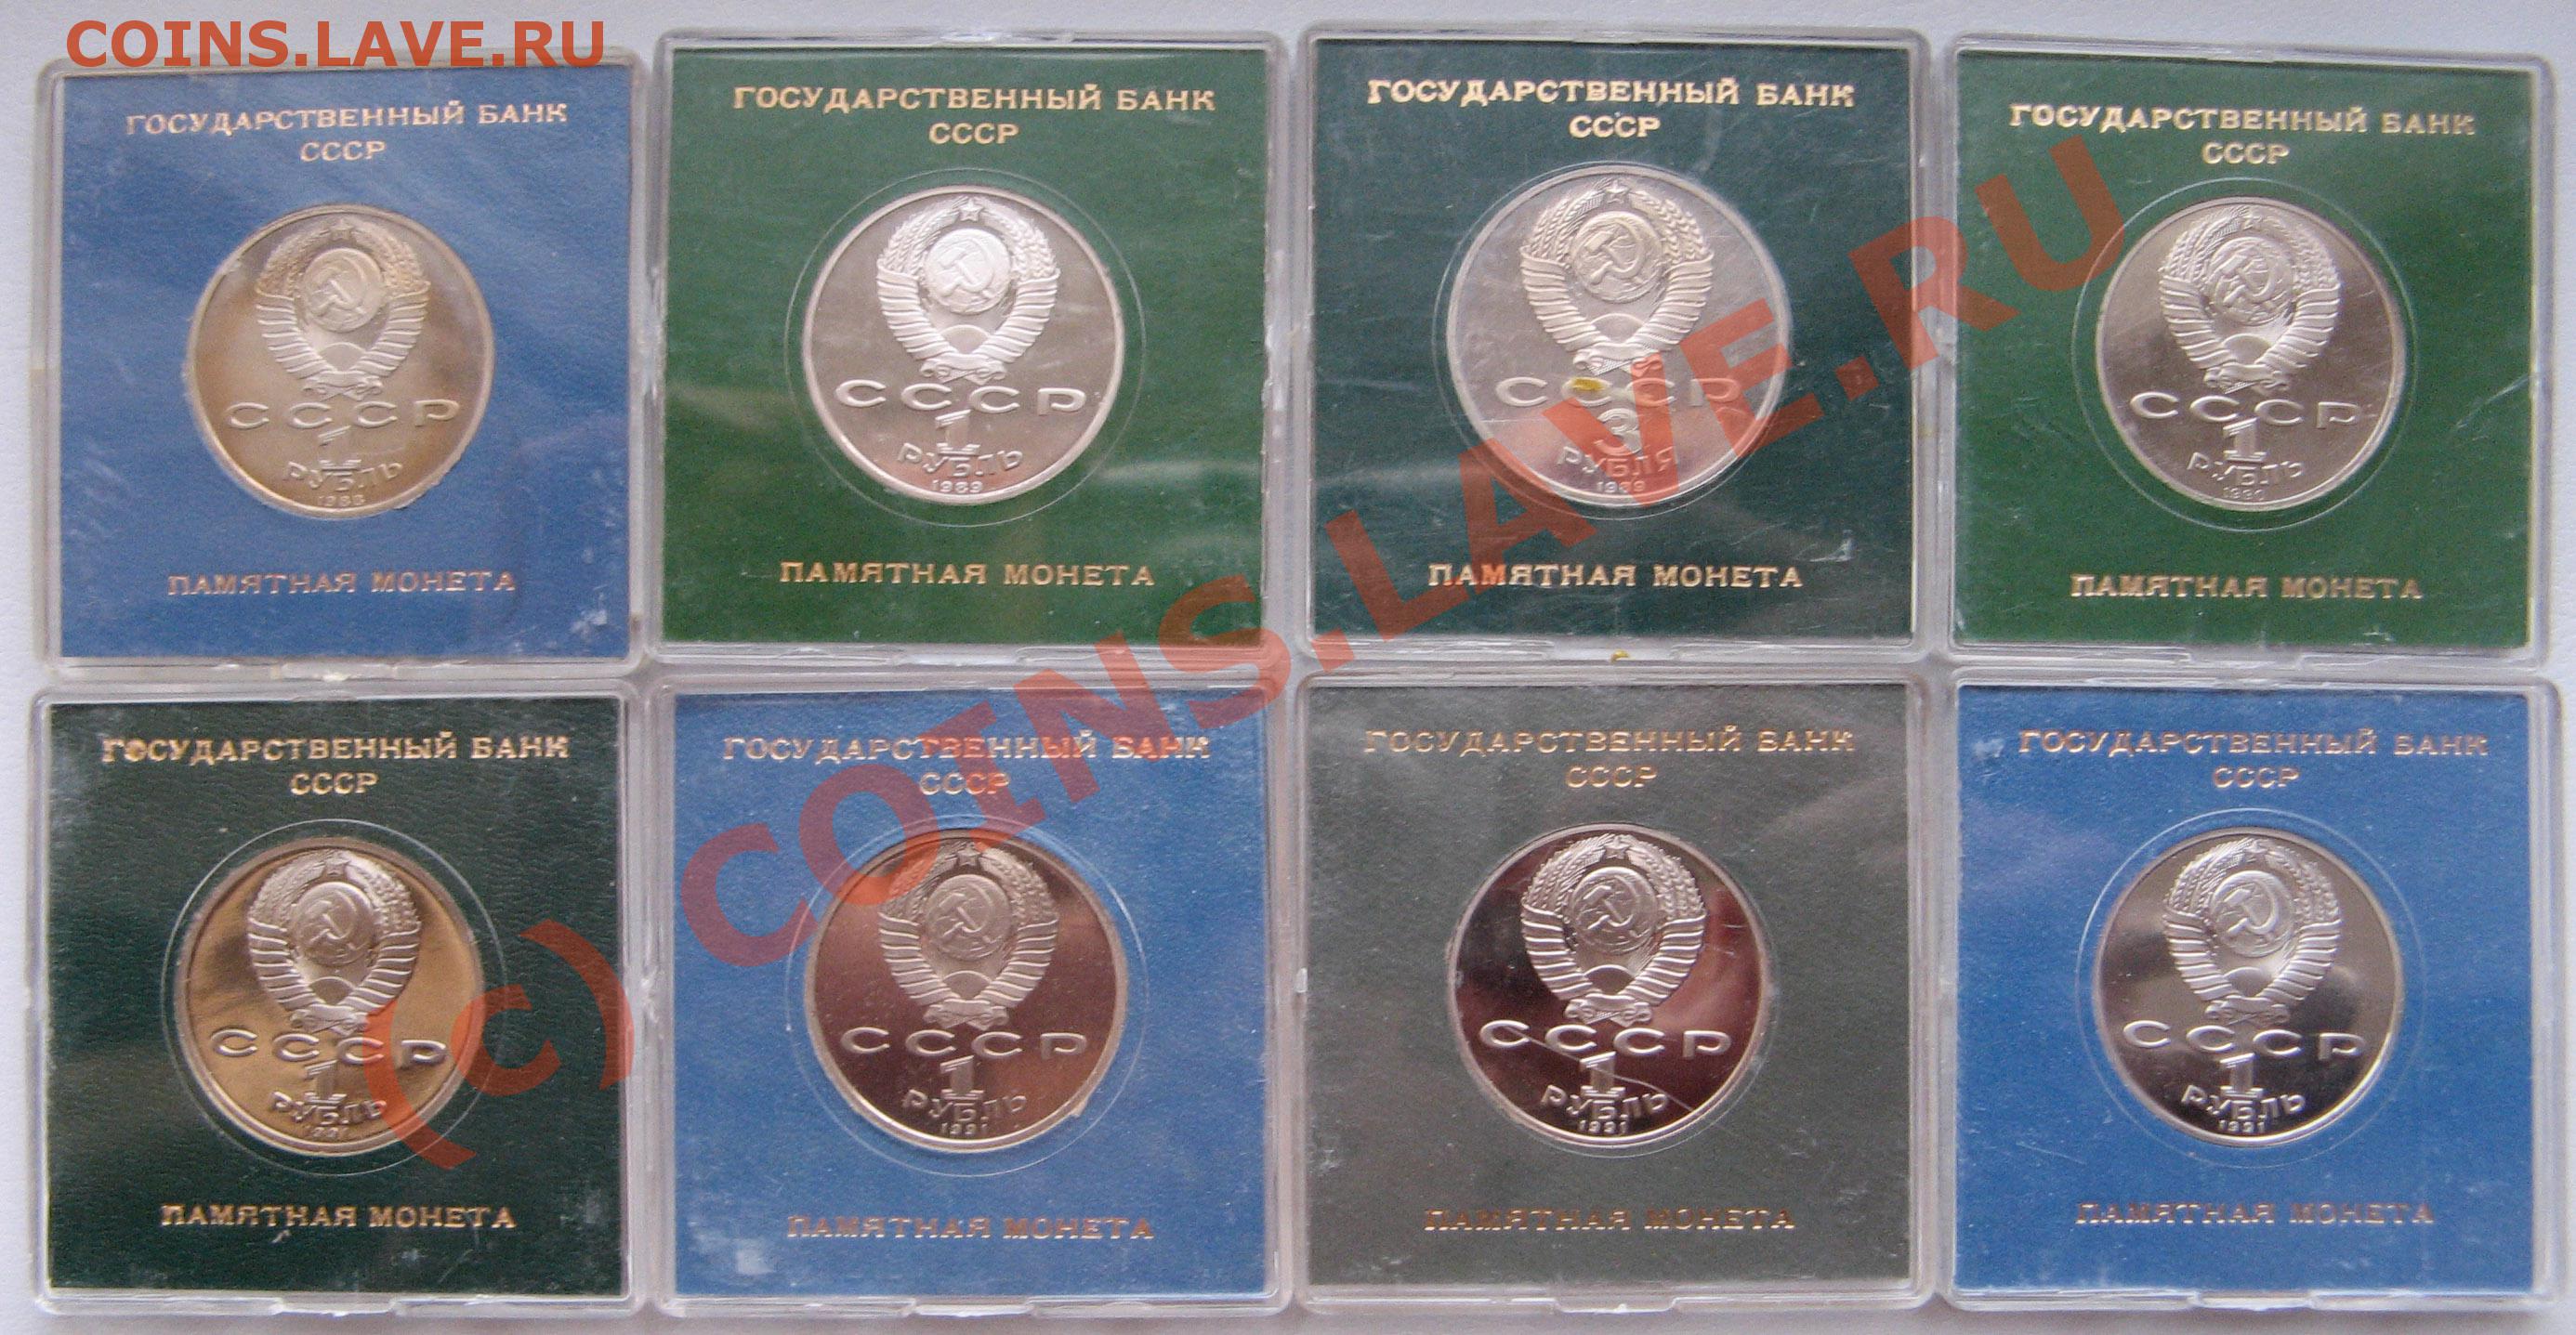 COINS.LAVE.RU
ГОСУДАРСТВЕННЫЙ БАНК
СССР
СССР
1
РУБЛЬ
1988
ПАМЯТНАЯ МОНЕТА
ГОСУДАРСТВЕННЫЙ БАНК
СССР
СССР
1
РУБЛЬ
1989
ПАМЯТНАЯ МОНЕТА
ГОСУДАРСТВЕННЫЙ БАНК
СССР
СССР
3
РУБЛЯ
1989
ПАМЯТНАЯ МОНЕТА
ГОСУДАРСТВЕННЫЙ БАНК
СССР
СССР
1
РУБЛЬ
1990
ПАМЯТНАЯ МОНЕТА
ГОСУДАРСТВЕННЫЙ БАНК
СССР
СССР
1
РУБЛЬ
1991
ПАМЯТНАЯ МОНЕТА
ГОСУДАРСТВЕННЫЙ БАНК
СССР
СССР
1
РУБЛЬ
1991
ПАМЯТНАЯ МОНЕТА
ГОСУДАРСТВЕННЫЙ БАНК
СССР
СССР
1
РУБЛЬ
1991
ПАМЯТНАЯ МОНЕТА
ГОСУДАРСТВЕННЫЙ БАНК
СССР
СССР
1
РУБЛЬ
1991
ПАМЯТНАЯ МОНЕТА
(c) COINS.LAVE.RU